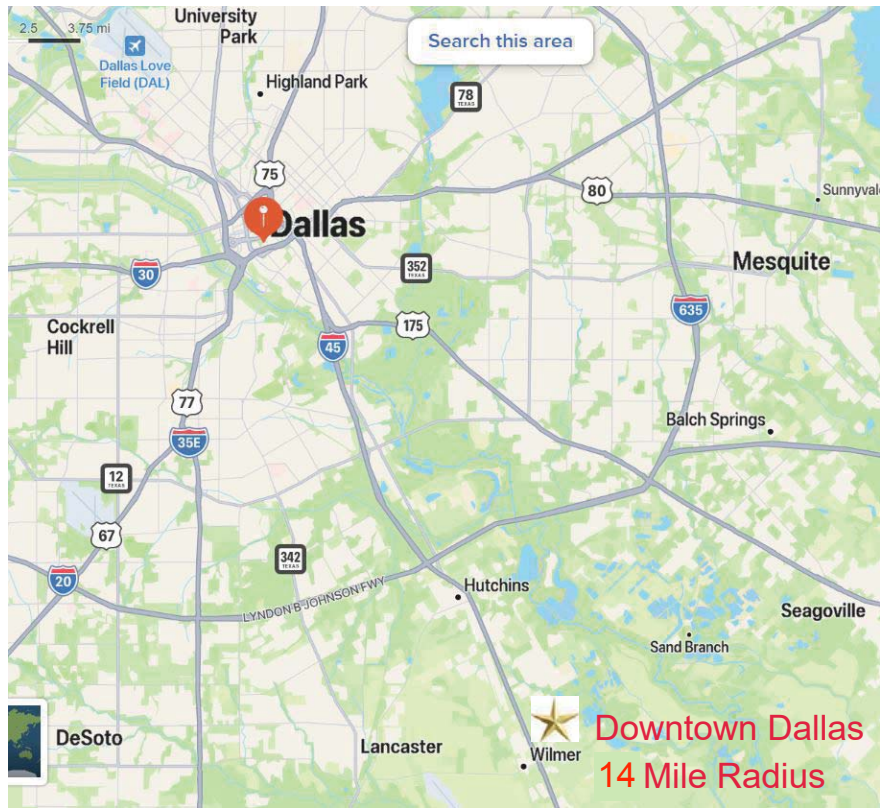 2.5 3.75 mi
University
Park
Search this area
Dallas Love
Field (DAL)
Highland Park
78
TEXAS
75
80
Sunnyval
Dallas
352
TEXAS
Mesquite
30
635
Cockrell
Hill
175
45
77
Balch Springs
35E
12
TEXAS
67
342
TEXAS
20
LYNDON B JOHNSON FWY
Hutchins
Seagoville
Sand Branch
DeSoto
Lancaster
Wilmer
Downtown Dallas
14 Mile Radius